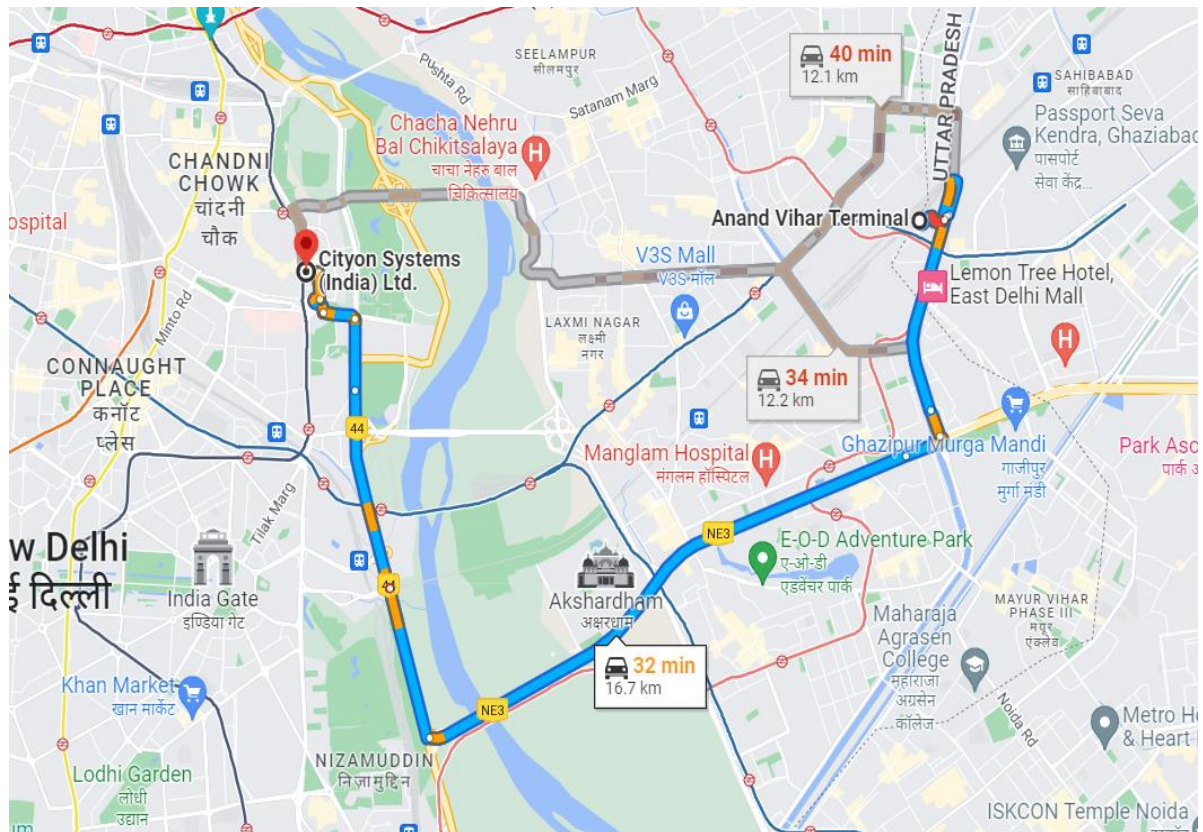 SEELAMPUR
सीलमपुर
Pushta Rd
Satanam Marg
40 min
12.1 km
UTTAR PRADESH
SAHIBABAD
साहिबाबाद
Passport Seva
Kendra, Ghaziabad
पासपोर्ट
सेवा केंद्र...
Chacha Nehru
Bal Chikitsalaya
चाचा नेहरु बाल
चिकित्सालय
H
CHANDNI
CHOWK
चांदनी
चौक
ospital
Anand Vihar Terminal
Cityon Systems
(India) Ltd.
V3S Mall
V3S मॉल
Lemon Tree Hotel,
East Delhi Mall
Minto Rd
LAXMI NAGAR
लक्ष्मी
नगर
H
CONNAUGHT
PLACE
कनॉट
प्लेस
34 min
12.2 km
44
Ghazipur Murga Mandi
गाजीपुर
मुर्गा मंडी
Park Asc
पार्क अ
Manglam Hospital
मंगलम हॉस्पिटल
H
Tilak Marg
NE3
w Delhi
ई दिल्ली
E-O-D Adventure Park
ए-ओ-डी
एडवेंचर पार्क
India Gate
इण्डिया गेट
Akshardham
अक्षरधाम
Maharaja
Agrasen
College
महाराजा
अग्रसेन
कॉलेज
MAYUR VIHAR
PHASE III
मयूर
एंक्लेव
32 min
16.7 km
Khan Market
खान मार्केट
NE3
Noida Rd
Metro Ho
& Heart I
NIZAMUDDIN
निज़ामुद्दिन
Lodhi Garden
लोधी
उद्यान
ISKCON Temple Noida